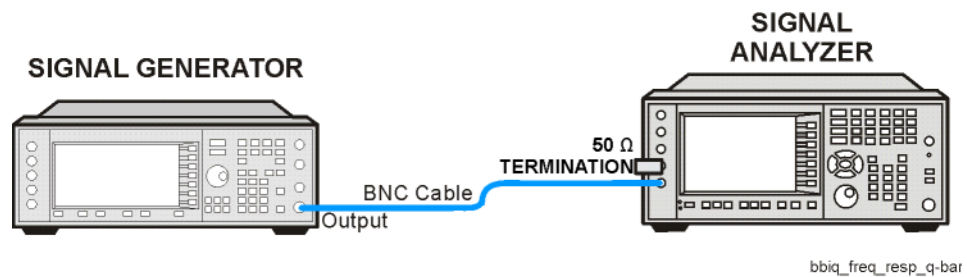 SIGNAL
ANALYZER
SIGNAL GENERATOR
50 Ω
TERMINATION
BNC Cable
Output
bbiq_freq_resp_q-bar